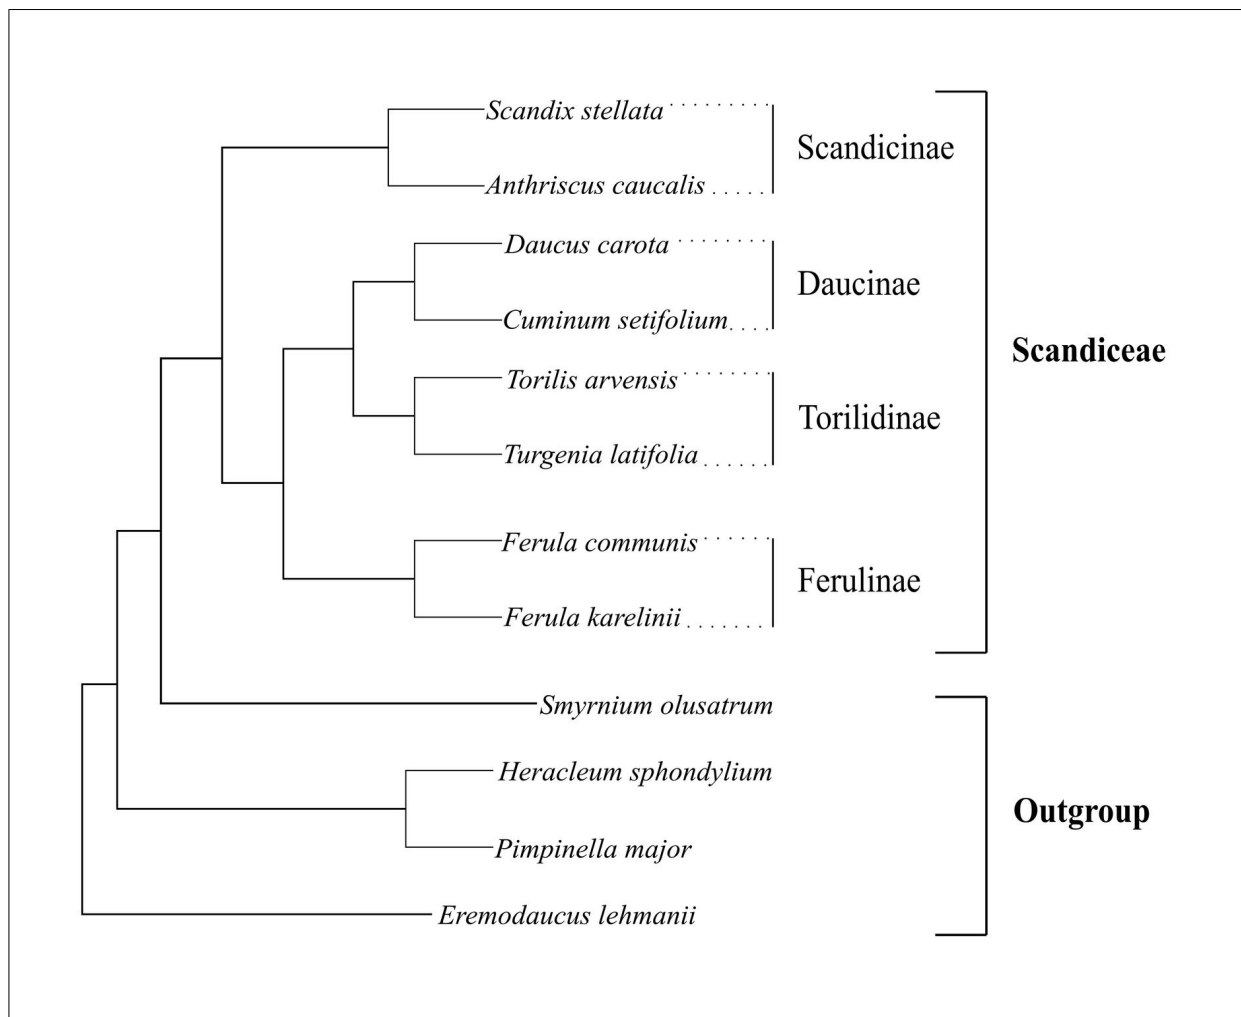 Scandix stellata
Scandicinae
Anthriscus caucalis
Daucus carota
Daucinae
Cuminum setifolium
Scandiceae
Torilis arvensis
Torilidinae
Turgenia latifolia
Ferula communis
Ferulinae
Ferula karelinii
Smyrnium olusatrum
Heracleum sphondylium
Outgroup
Pimpinella major
Eremodaucus lehmanii